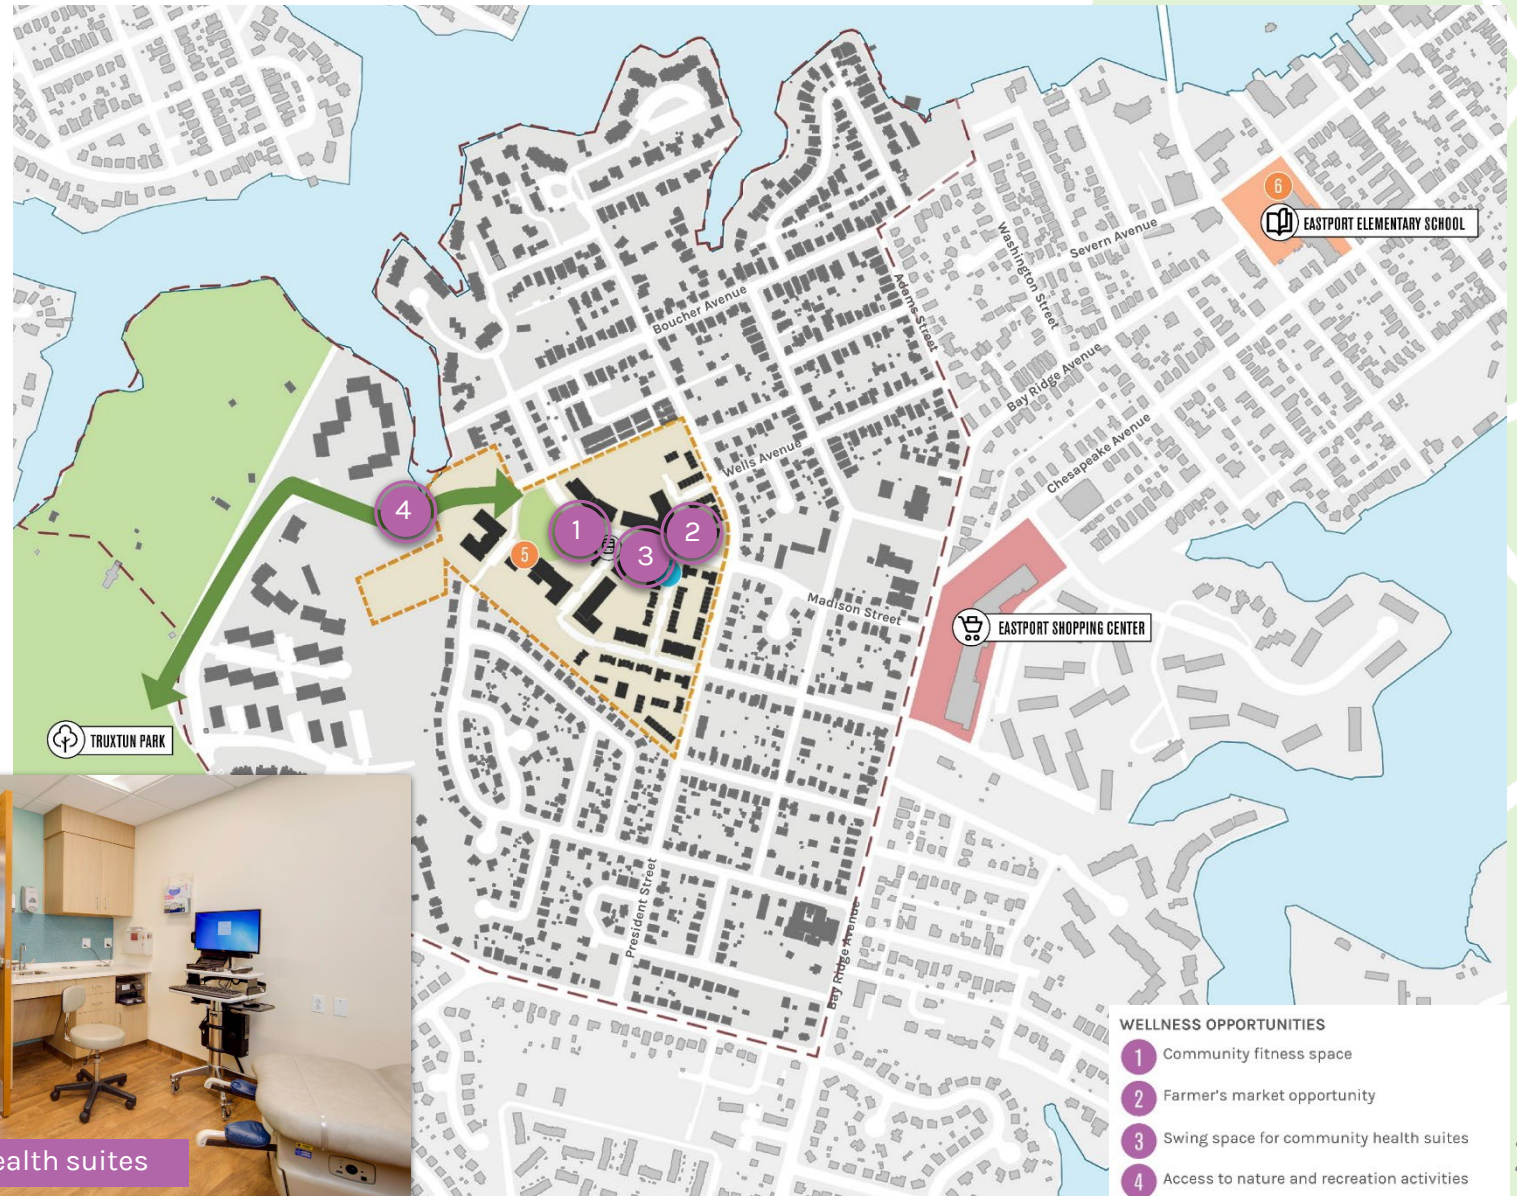 6
EASTPORT ELEMENTARY SCHOOL
Severn Avenue
Washington Street
Adams Street
Boucher Avenue
Bay Ridge Avenue
Chesapeake Avenue
Wells Avenue
4
1
2
3
5
Madison Street
EASTPORT SHOPPING CENTER
TRUXTUN PARK
President Street
Bay Ridge Avenue
ealth suites
WELLNESS OPPORTUNITIES
1 Community fitness space
2 Farmer's market opportunity
3 Swing space for community health suites
4 Access to nature and recreation activities